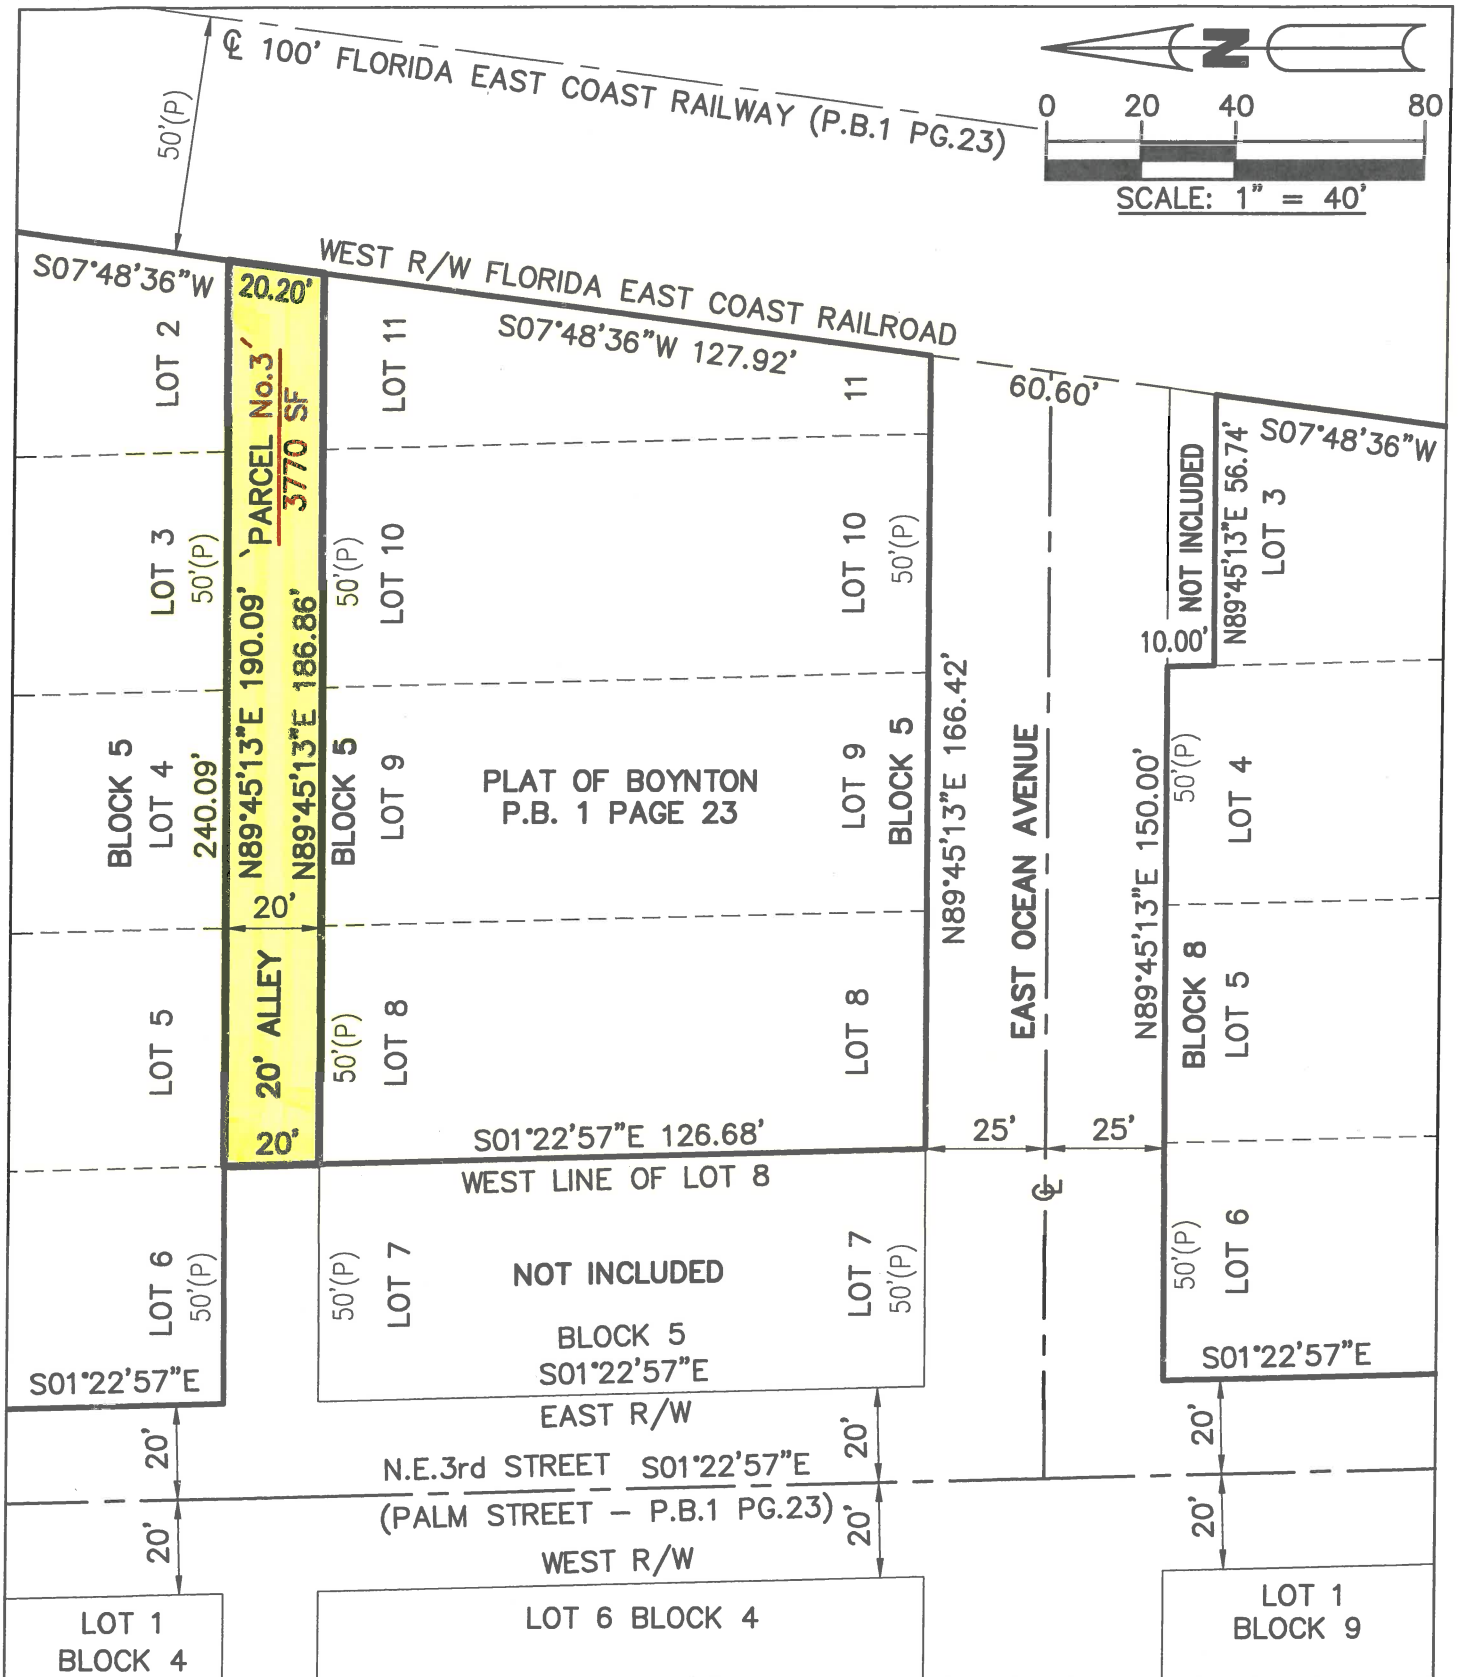 ℄ 100' FLORIDA EAST COAST RAILWAY (P.B.1 PG.23)
50'(P)
N
0 20 40 80
SCALE: 1" = 40'
WEST R/W FLORIDA EAST COAST RAILROAD
S07°48'36"W
20.20'
S07°48'36"W 127.92'
60.60'
S07°48'36"W
LOT 2
'PARCEL No.3'
3770 SF
LOT 11
11
NOT INCLUDED
N89°45'13"E 56.74'
LOT 3
10.00'
LOT 3
50'(P)
50'(P)
LOT 10
LOT 10
50'(P)
BLOCK 5
LOT 4
240.09'
N89°45'13"E 190.09'
N89°45'13"E 186.86'
BLOCK 5
LOT 9
PLAT OF BOYNTON
P.B. 1 PAGE 23
LOT 9
BLOCK 5
N89°45'13"E 166.42'
EAST OCEAN AVENUE
N89°45'13"E 150.00'
50'(P)
LOT 4
20'
LOT 5
20' ALLEY
50'(P)
LOT 8
LOT 8
BLOCK 8
LOT 5
20'
S01°22'57"E 126.68'
25'
25'
WEST LINE OF LOT 8
℄
LOT 6
50'(P)
50'(P)
LOT 7
NOT INCLUDED
LOT 7
50'(P)
50'(P)
LOT 6
BLOCK 5
S01°22'57"E
S01°22'57"E
S01°22'57"E
EAST R/W
20'
20'
20'
N.E.3rd STREET S01°22'57"E
(PALM STREET - P.B.1 PG.23)
20'
20'
20'
WEST R/W
LOT 1
BLOCK 4
LOT 6 BLOCK 4
LOT 1
BLOCK 9